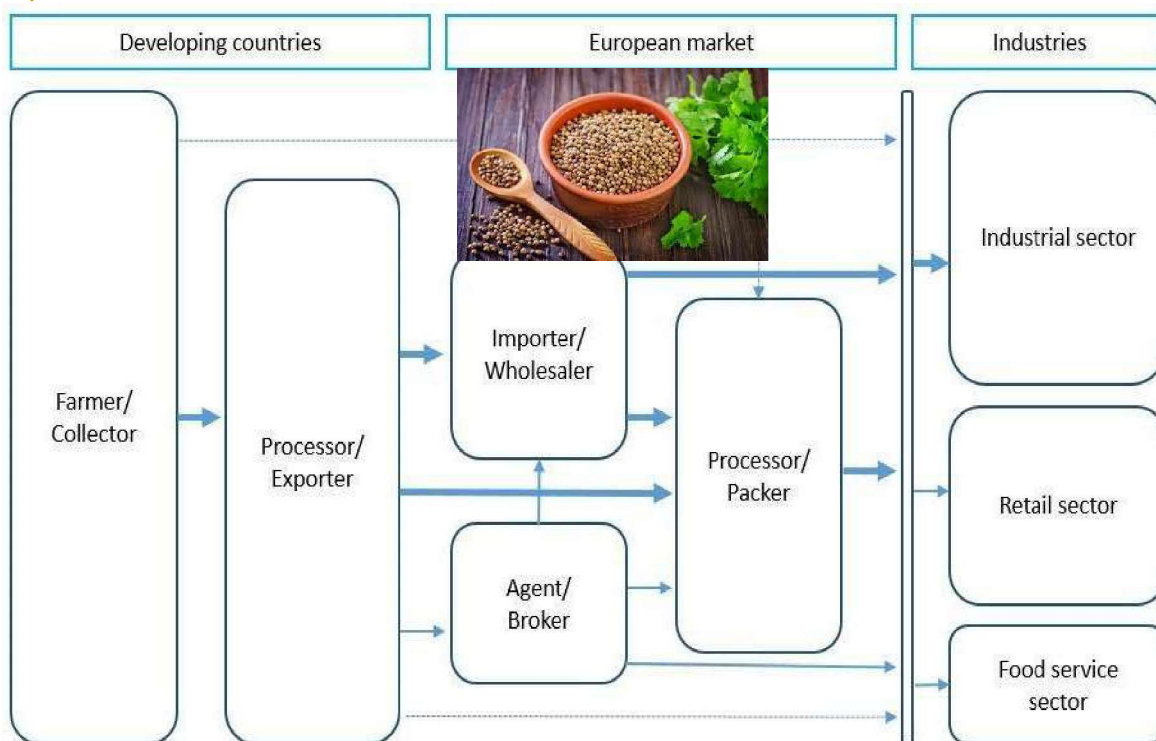 Developing countries
European market
Industries
Farmer/
Collector
Processor/
Exporter
Importer/
Wholesaler
Agent/
Broker
Processor/
Packer
Industrial sector
Retail sector
Food service
sector